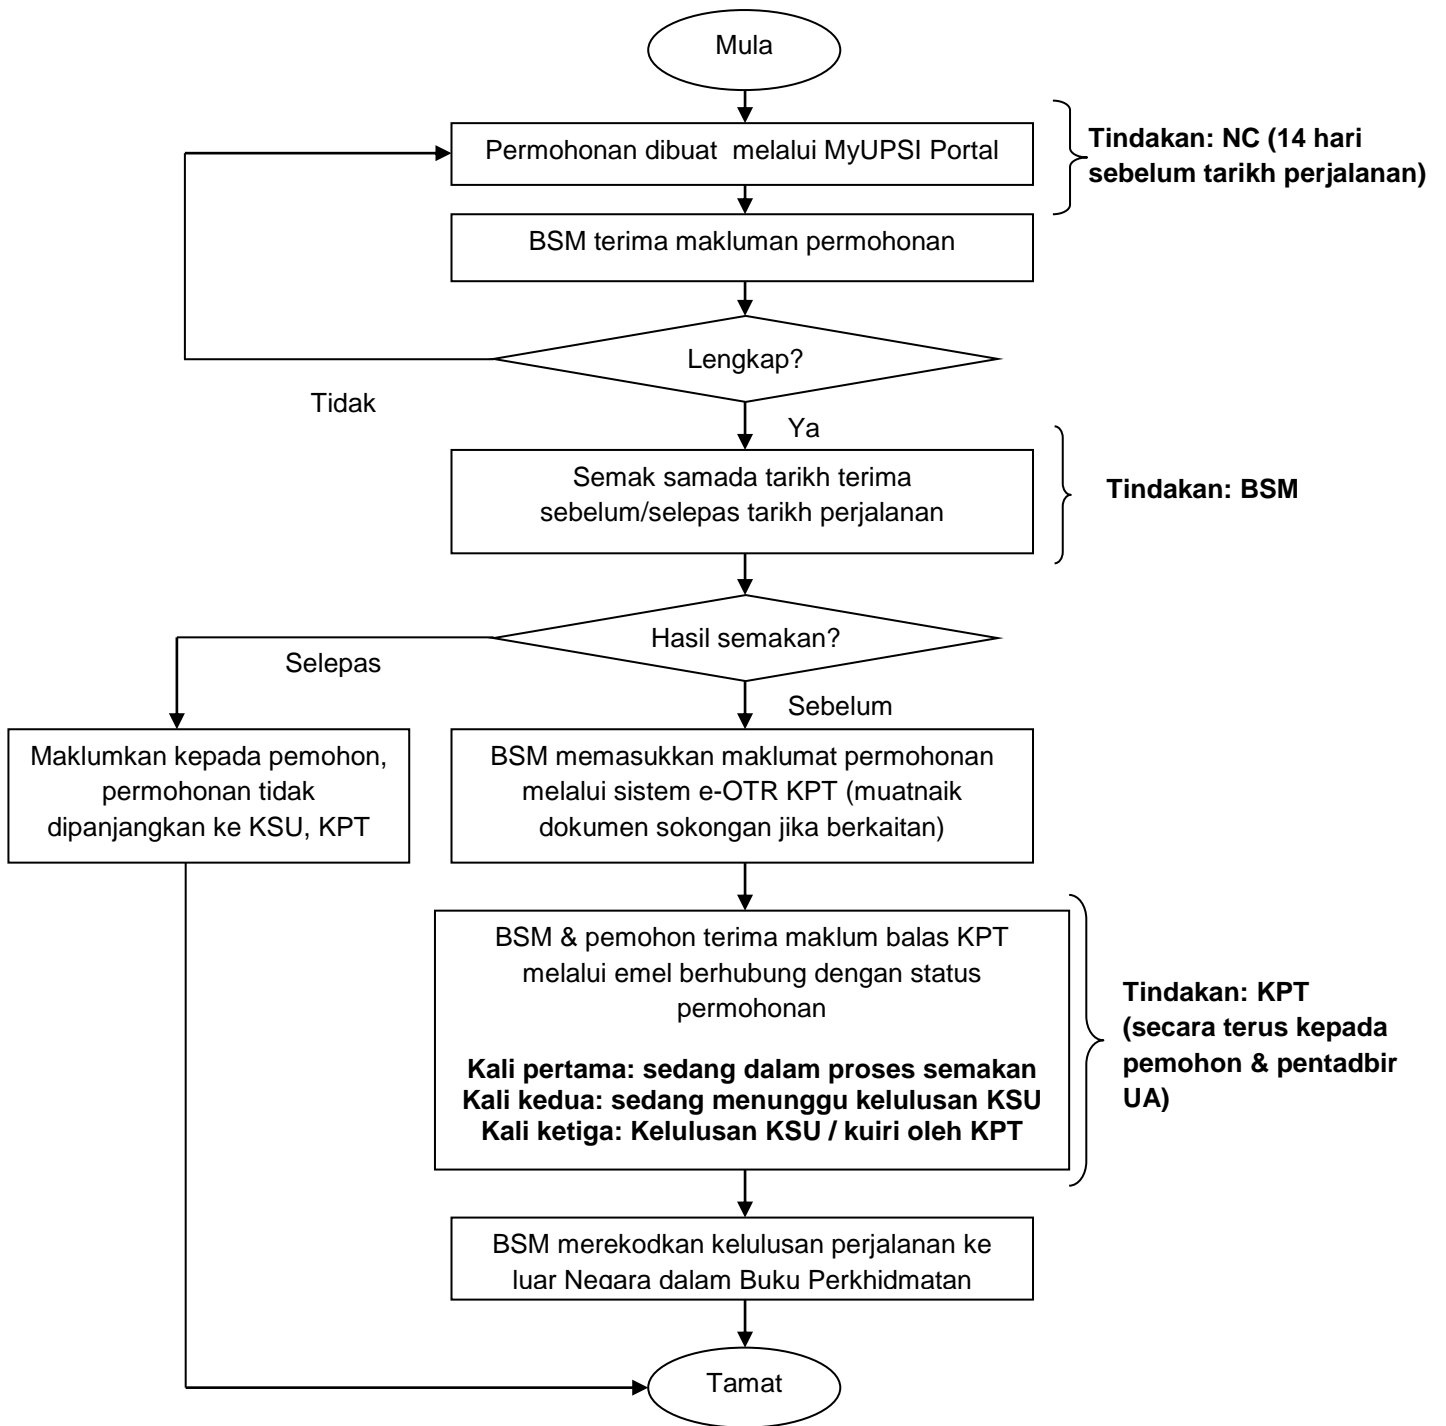 Mula
Permohonan dibuat  melalui MyUPSI Portal
Tindakan: NC (14 hari
sebelum tarikh perjalanan)
BSM terima makluman permohonan
Lengkap?
Tidak
Ya
Semak samada tarikh terima
sebelum/selepas tarikh perjalanan
Tindakan: BSM
Hasil semakan?
Selepas
Sebelum
Maklumkan kepada pemohon,
permohonan tidak
dipanjangkan ke KSU, KPT
BSM memasukkan maklumat permohonan
melalui sistem e-OTR KPT (muatnaik
dokumen sokongan jika berkaitan)
BSM & pemohon terima maklum balas KPT
melalui emel berhubung dengan status
permohonan
Kali pertama: sedang dalam proses semakan
Kali kedua: sedang menunggu kelulusan KSU
Kali ketiga: Kelulusan KSU / kuiri oleh KPT
Tindakan: KPT
(secara terus kepada
pemohon & pentadbir
UA)
BSM merekodkan kelulusan perjalanan ke
luar Negara dalam Buku Perkhidmatan
Tamat